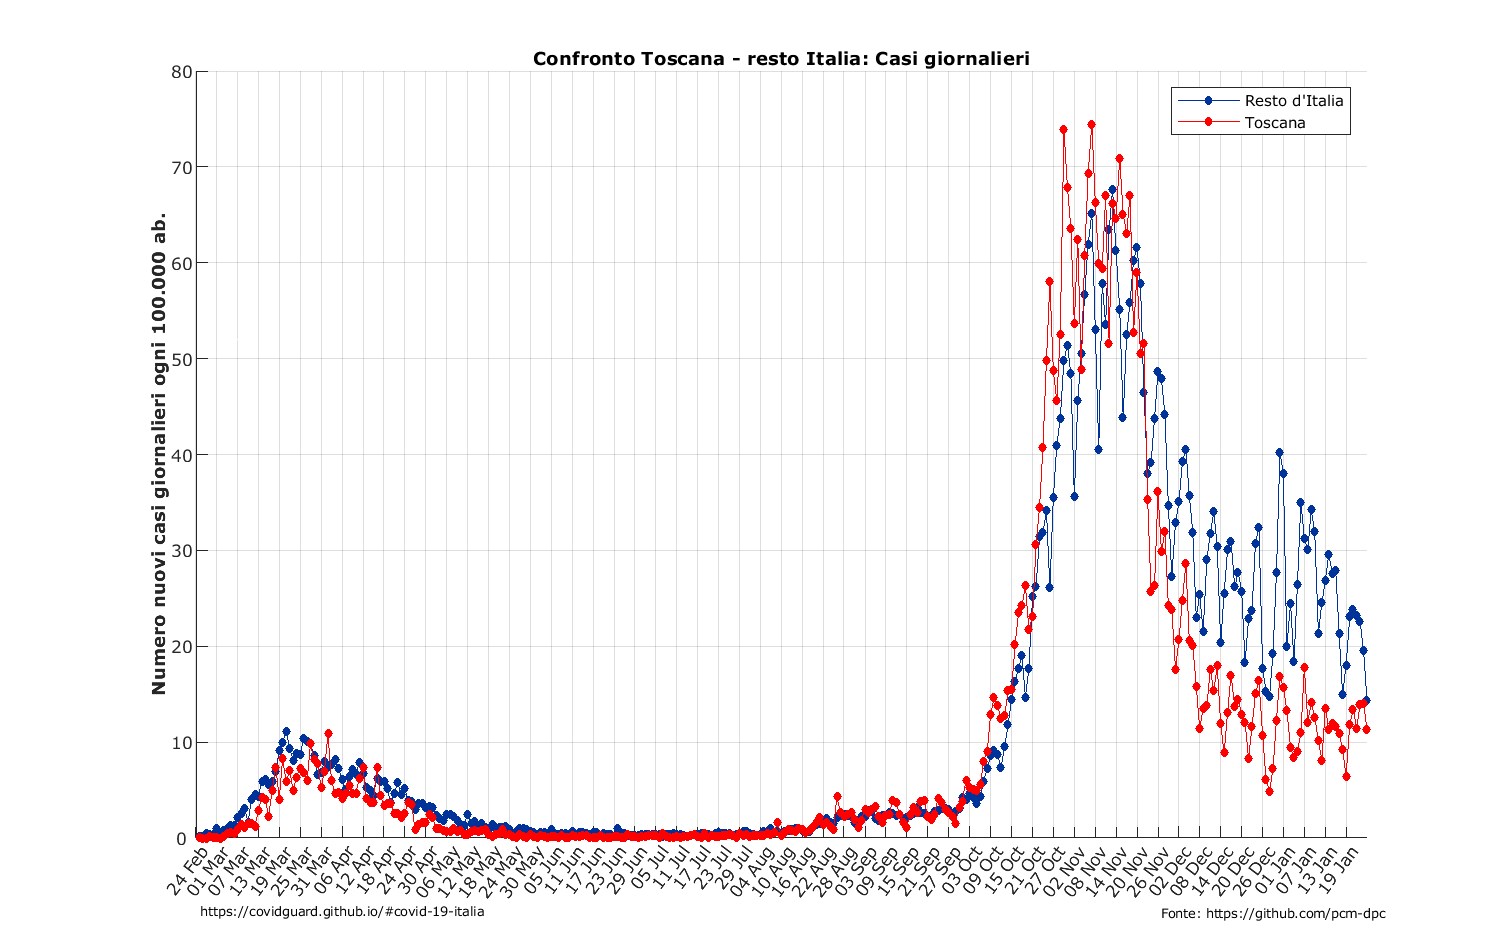 Confronto Toscana - resto Italia: Casi giornalieri
Resto d'Italia
Toscana
Numero nuovi casi giornalieri ogni 100.000 ab.
80
70
60
50
40
30
20
10
0
24 Feb
01 Mar
07 Mar
13 Mar
19 Mar
25 Mar
31 Mar
06 Apr
12 Apr
18 Apr
24 Apr
30 Apr
06 May
12 May
18 May
24 May
30 May
05 Jun
11 Jun
17 Jun
23 Jun
29 Jun
05 Jul
11 Jul
17 Jul
23 Jul
29 Jul
04 Aug
10 Aug
16 Aug
22 Aug
28 Aug
03 Sep
09 Sep
15 Sep
21 Sep
27 Sep
03 Oct
09 Oct
15 Oct
21 Oct
27 Oct
02 Nov
08 Nov
14 Nov
20 Nov
26 Nov
02 Dec
08 Dec
14 Dec
20 Dec
26 Dec
01 Jan
07 Jan
13 Jan
19 Jan
https://covidguard.github.io/#covid-19-italia
Fonte: https://github.com/pcm-dpc